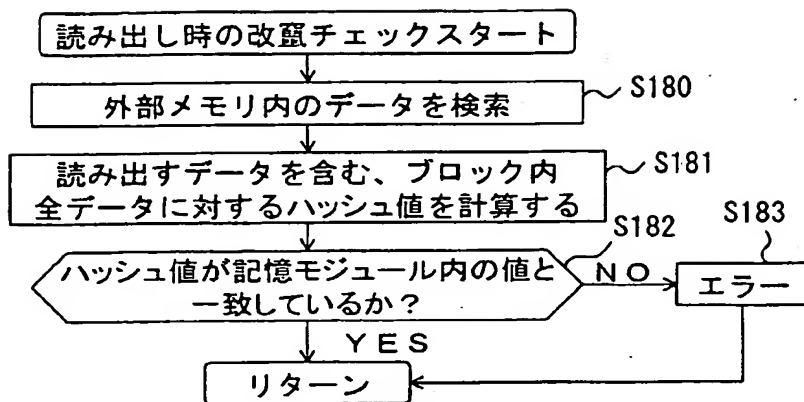 読み出し時の改竄チェックスタート
外部メモリ内のデータを検索
S180
読み出すデータを含む、ブロック内
全データに対するハッシュ値を計算する
S181
ハッシュ値が記憶モジュール内の値と
一致しているか?
S182
NO
エラー
S183
YES
リターン